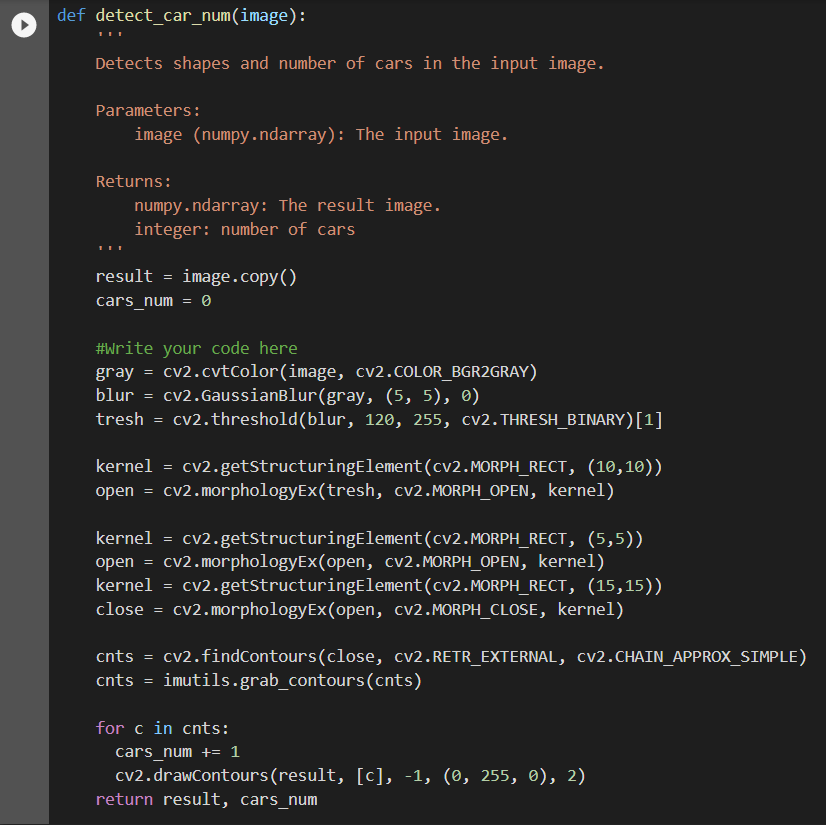 def detect_car_num(image):
    '''
    Detects shapes and number of cars in the input image.

    Parameters:
        image (numpy.ndarray): The input image.

    Returns:
        numpy.ndarray: The result image.
        integer: number of cars
    '''
    result = image.copy()
    cars_num = 0

    #Write your code here
    gray = cv2.cvtColor(image, cv2.COLOR_BGR2GRAY)
    blur = cv2.GaussianBlur(gray, (5, 5), 0)
    tresh = cv2.threshold(blur, 120, 255, cv2.THRESH_BINARY)[1]

    kernel = cv2.getStructuringElement(cv2.MORPH_RECT, (10,10))
    open = cv2.morphologyEx(tresh, cv2.MORPH_OPEN, kernel)

    kernel = cv2.getStructuringElement(cv2.MORPH_RECT, (5,5))
    open = cv2.morphologyEx(open, cv2.MORPH_OPEN, kernel)
    kernel = cv2.getStructuringElement(cv2.MORPH_RECT, (15,15))
    close = cv2.morphologyEx(open, cv2.MORPH_CLOSE, kernel)

    cnts = cv2.findContours(close, cv2.RETR_EXTERNAL, cv2.CHAIN_APPROX_SIMPLE)
    cnts = imutils.grab_contours(cnts)

    for c in cnts:
      cars_num += 1
      cv2.drawContours(result, [c], -1, (0, 255, 0), 2)
    return result, cars_num